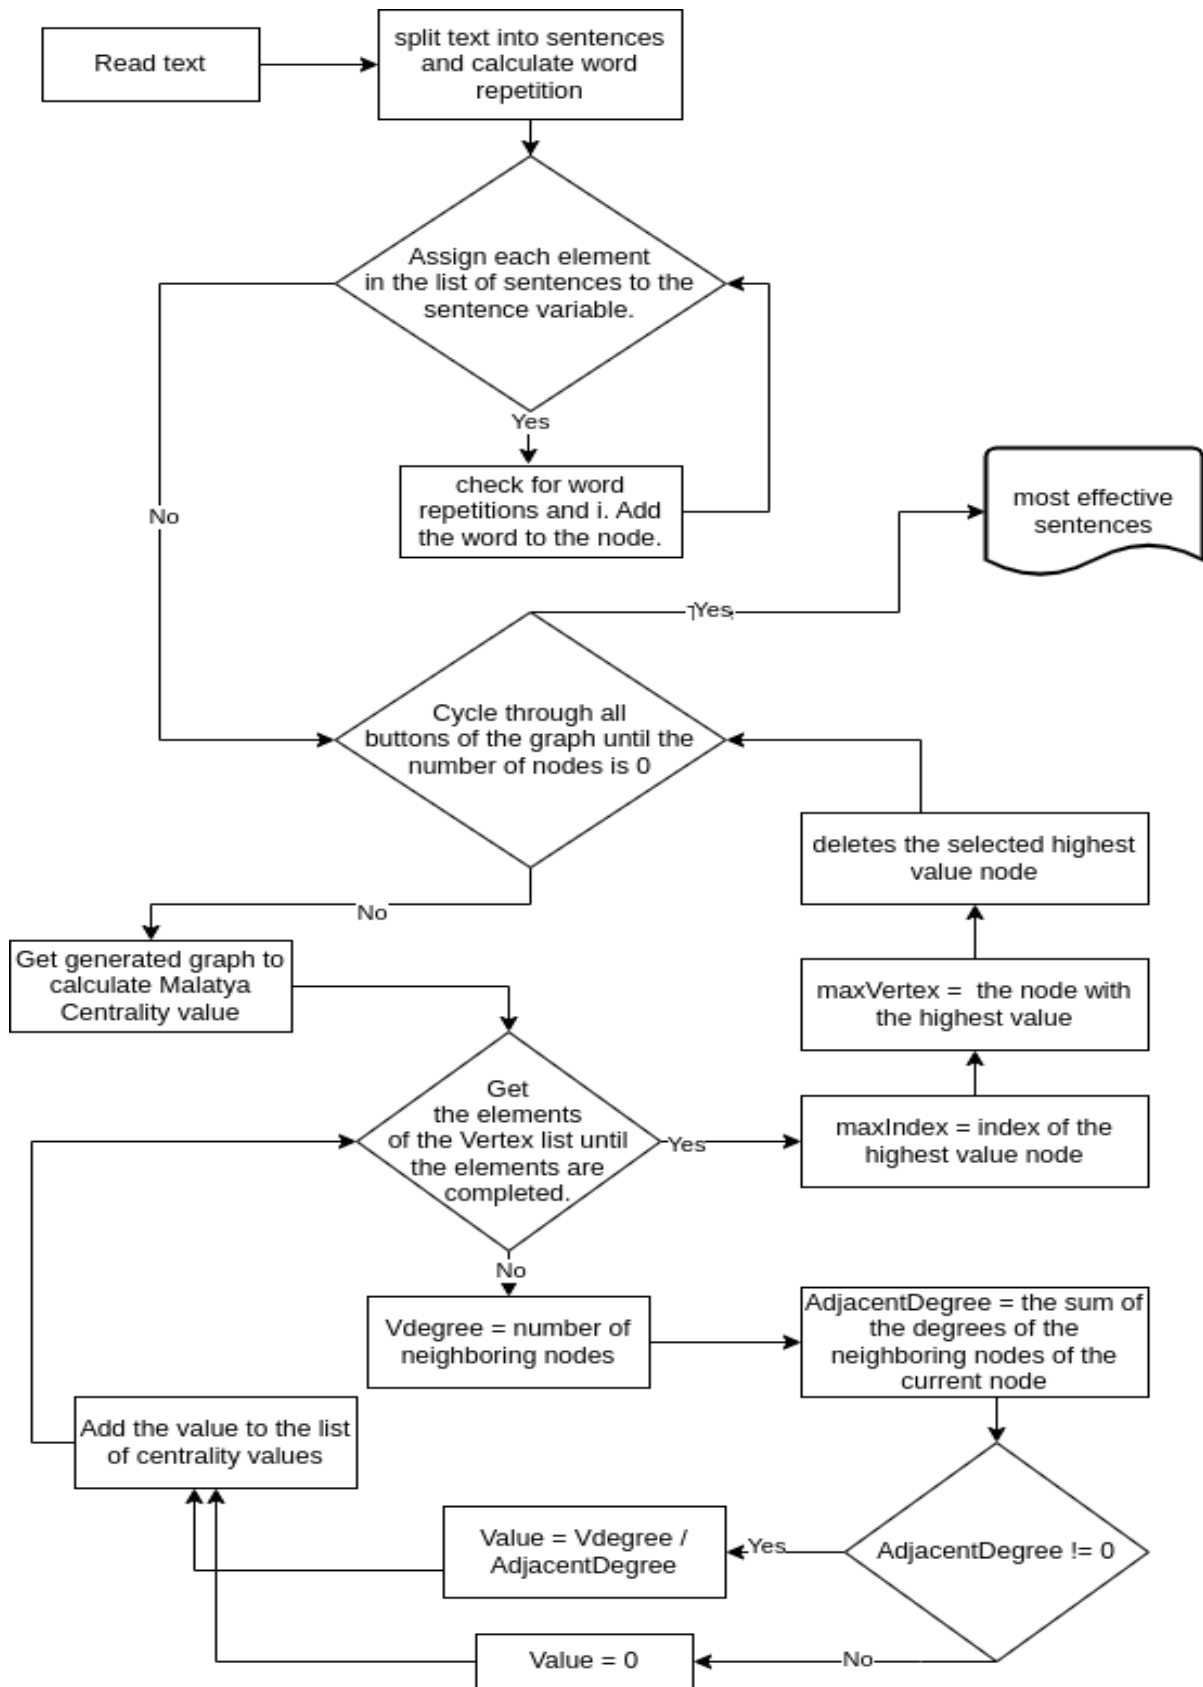 Read text
split text into sentences
and calculate word
repetition
Assign each element
in the list of sentences to the
sentence variable.
Yes
No
check for word
repetitions and i. Add
the word to the node.
most effective
sentences
Yes
Cycle through all
buttons of the graph until the
number of nodes is 0
deletes the selected highest
value node
No
Get generated graph to
calculate Malatya
Centrality value
maxVertex = the node with
the highest value
Get
the elements
of the Vertex list until
the elements are
completed.
Yes
maxIndex = index of the
highest value node
No
Vdegree = number of
neighboring nodes
AdjacentDegree = the sum of
the degrees of the
neighboring nodes of the
current node
Add the value to the list
of centrality values
Value = Vdegree /
AdjacentDegree
Yes
AdjacentDegree != 0
Value = 0
No